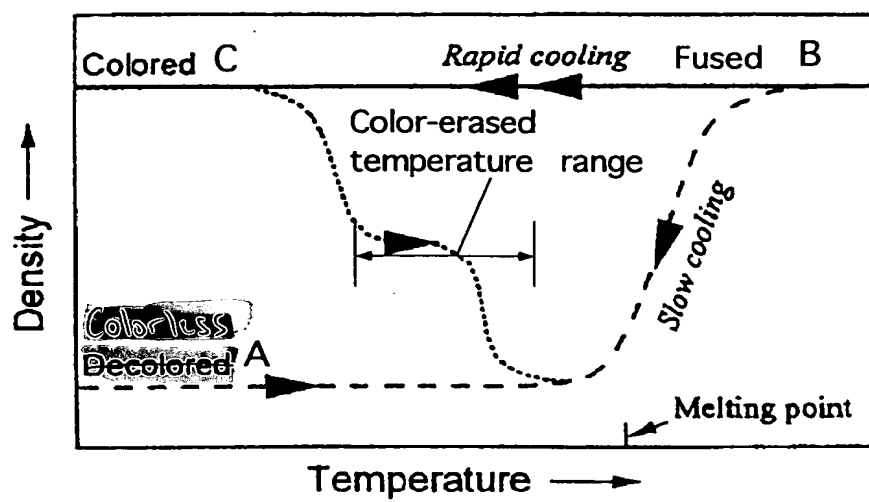 Colored C
Rapid cooling
Fused B
Color-erased
temperature range
Density
Slow cooling
Colorless
Decolored A
Melting point
Temperature